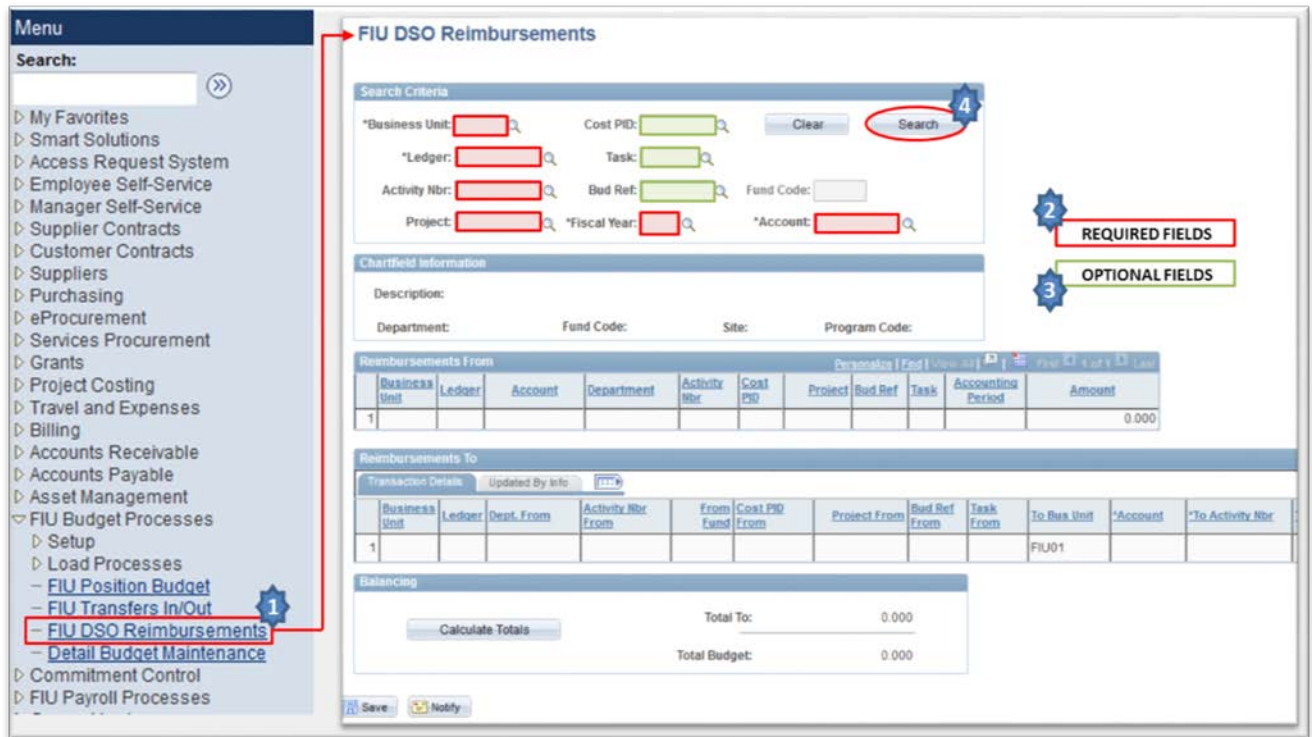 Menu
Search:
My Favorites
Smart Solutions
Access Request System
Employee Self-Service
Manager Self-Service
Supplier Contracts
Customer Contracts
Suppliers
Purchasing
eProcurement
Services Procurement
Grants
Project Costing
Travel and Expenses
Billing
Accounts Receivable
Accounts Payable
Asset Management
FIU Budget Processes
Setup
Load Processes
FIU Position Budget
FIU Transfers In/Out
1
FIU DSO Reimbursements
Detail Budget Maintenance
Commitment Control
FIU Payroll Processes
FIU DSO Reimbursements
Search Criteria
4
*Business Unit: Cost PID: Clear Search
*Ledger: Task:
Activity Nbr: Bud Ref: Fund Code:
Project: *Fiscal Year: *Account:
2
REQUIRED FIELDS
3
OPTIONAL FIELDS
Chartfield Information
Description:
Department: Fund Code: Site: Program Code:
Reimbursements From Personalize | Find | View All | First 1 of 1 Last
Business Unit Ledger Account Department Activity Nbr Cost PID Project Bud Ref Task Accounting Period Amount
1 0.000
Reimbursements To
Transaction Details Updated By Info
Business Unit Ledger Dept. From Activity Nbr From From Fund Cost PID From Project From Bud Ref From Task From To Bus Unit *Account *To Activity Nbr
1 FIU01
Balancing
Calculate Totals Total To: 0.000
Total Budget: 0.000
Save Notify